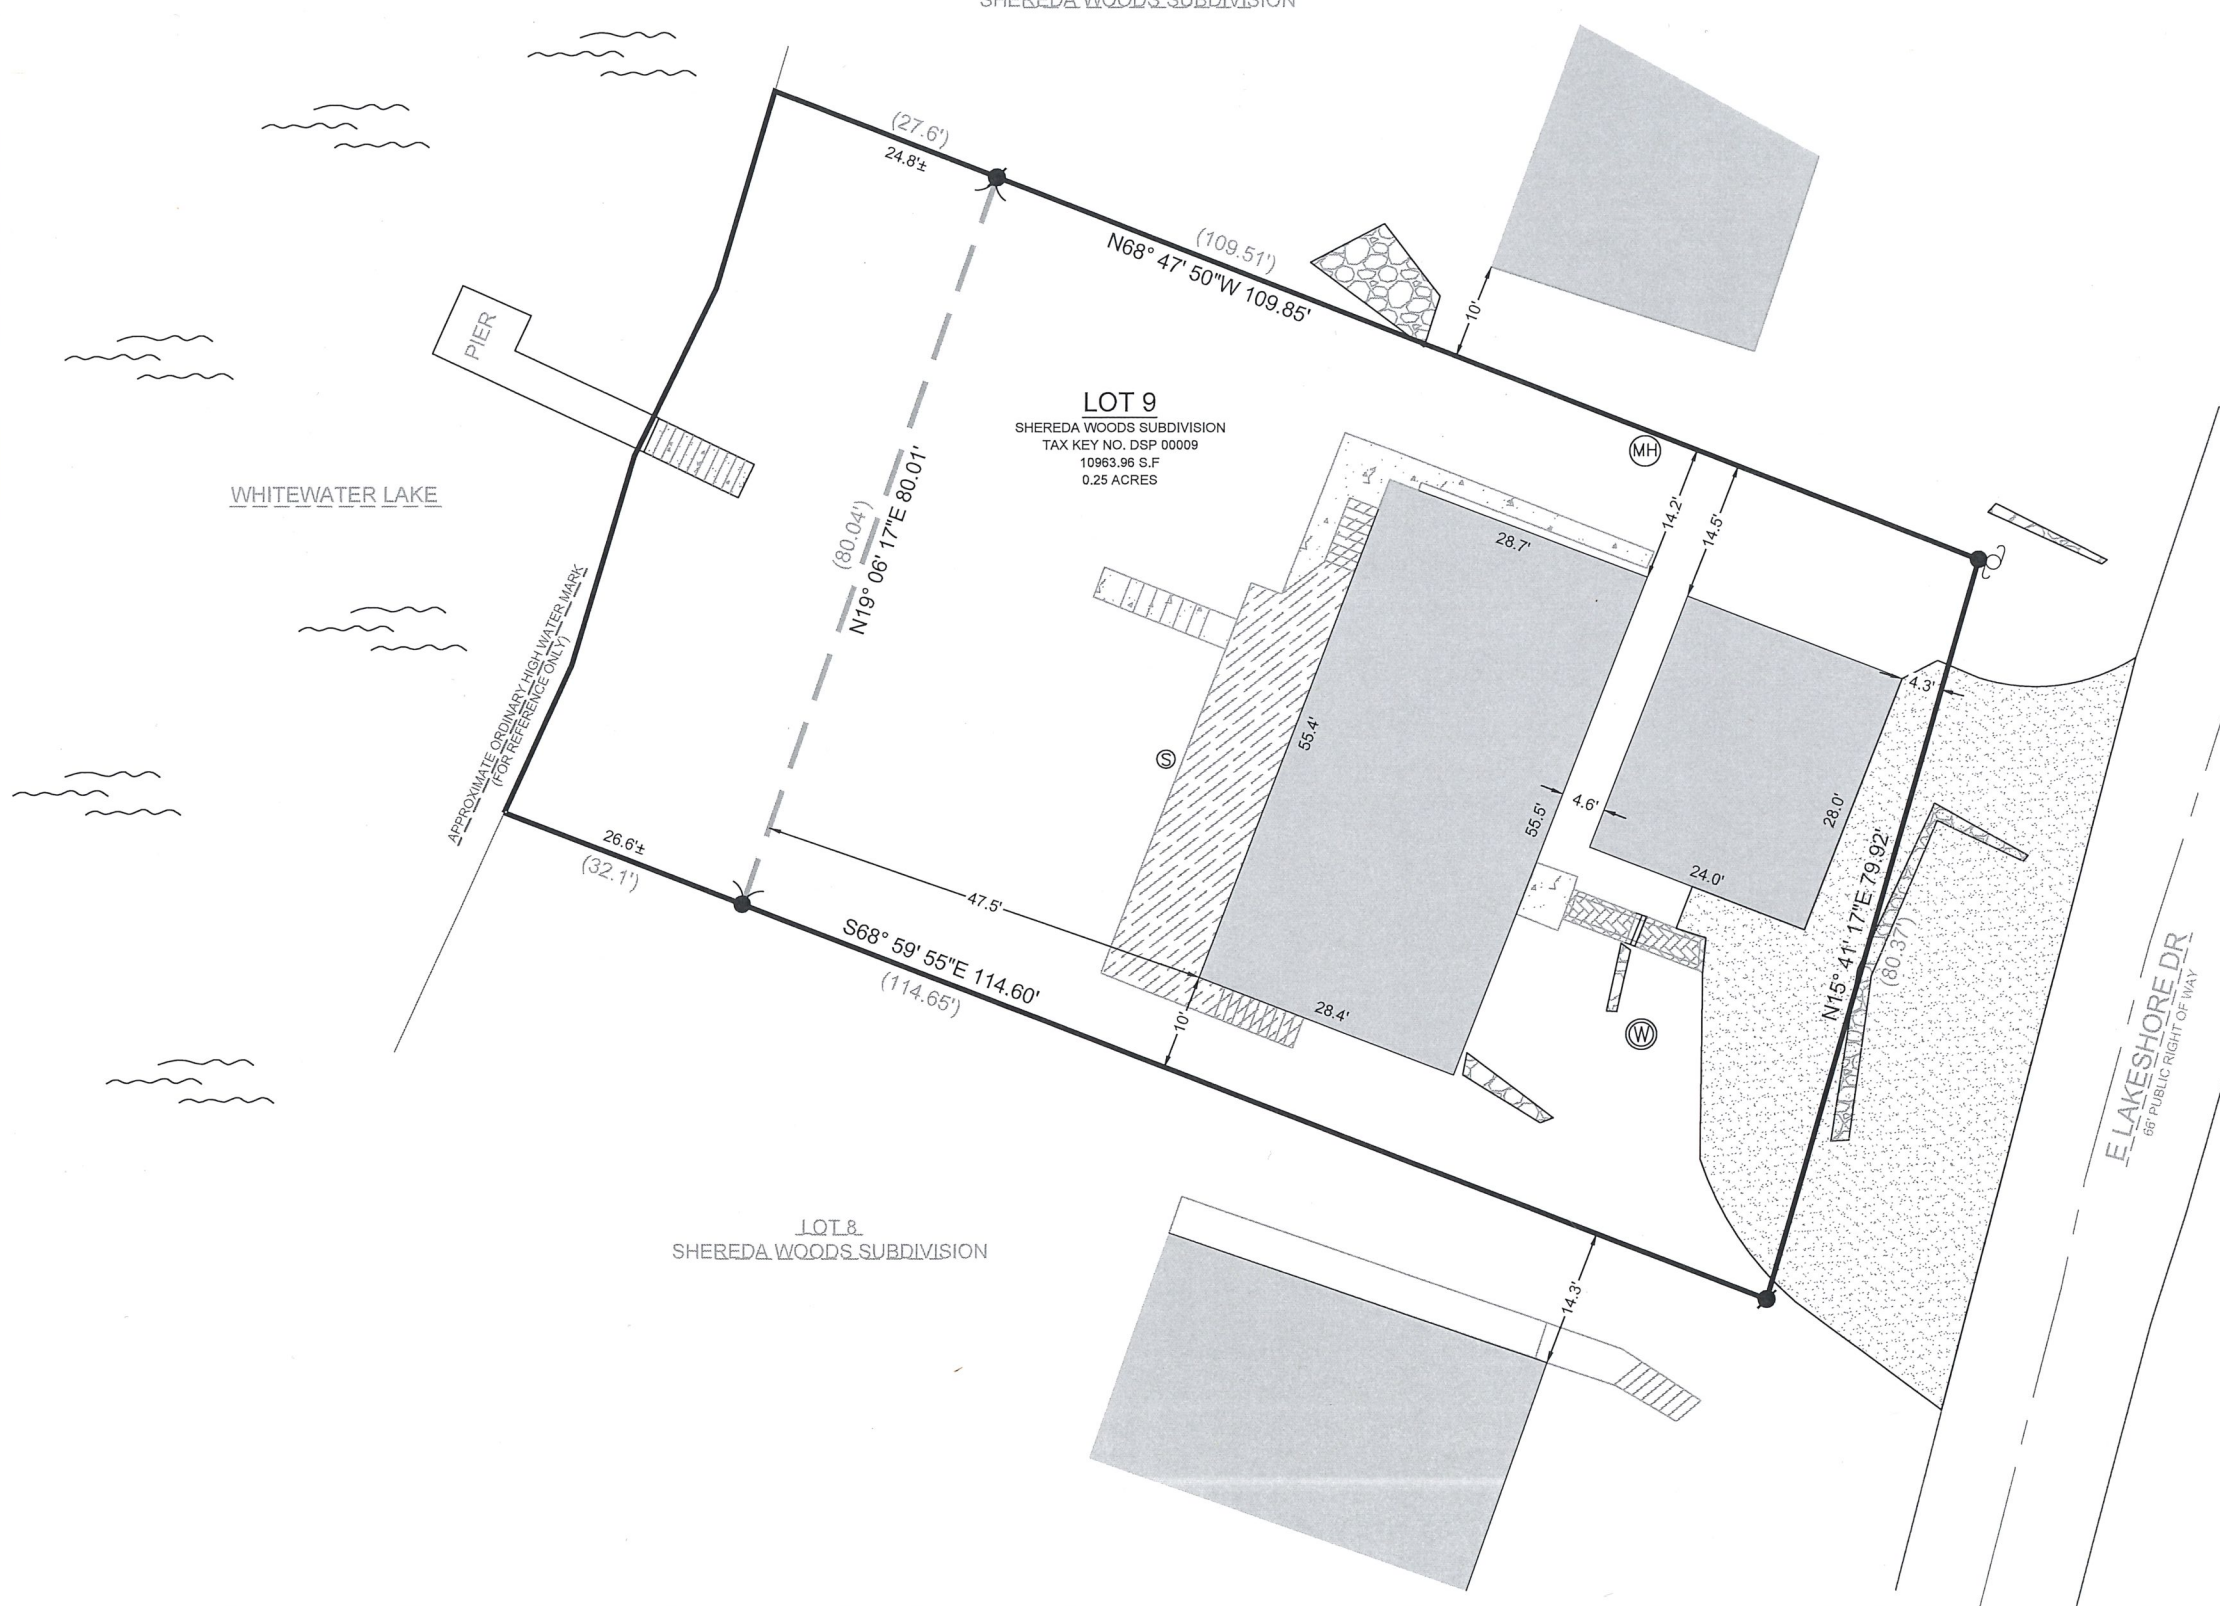 SHEREDA WOODS SUBDIVISION
(27.6')
24.8'±
(109.51')
N68° 47' 50"W 109.85'
10'
PIER
LOT 9
SHEREDA WOODS SUBDIVISION
TAX KEY NO. DSP 00009
10963.96 S.F
0.25 ACRES
MH
WHITEWATER LAKE
(80.04')
N19° 06' 17"E 80.01'
14.2'
14.5'
28.7'
APPROXIMATE ORDINARY HIGH WATER MARK
(FOR REFERENCE ONLY)
4.3'
55.4'
S
55.5'
4.6'
28.0'
24.0'
26.6'±
(32.1')
47.5'
S68° 59' 55"E 114.60'
(114.65')
10'
28.4'
W
N15° 41' 17"E 79.92'
(80.37')
E LAKESHORE DR
66' PUBLIC RIGHT OF WAY
LOT 8
SHEREDA WOODS SUBDIVISION
14.3'